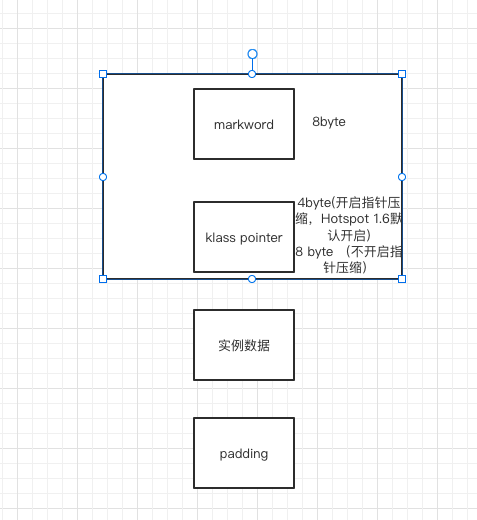 markword
8byte
klass pointer
4byte(开启指针压
缩，Hotspot 1.6默
认开启)
8 byte （不开启指
针压缩）
实例数据
padding